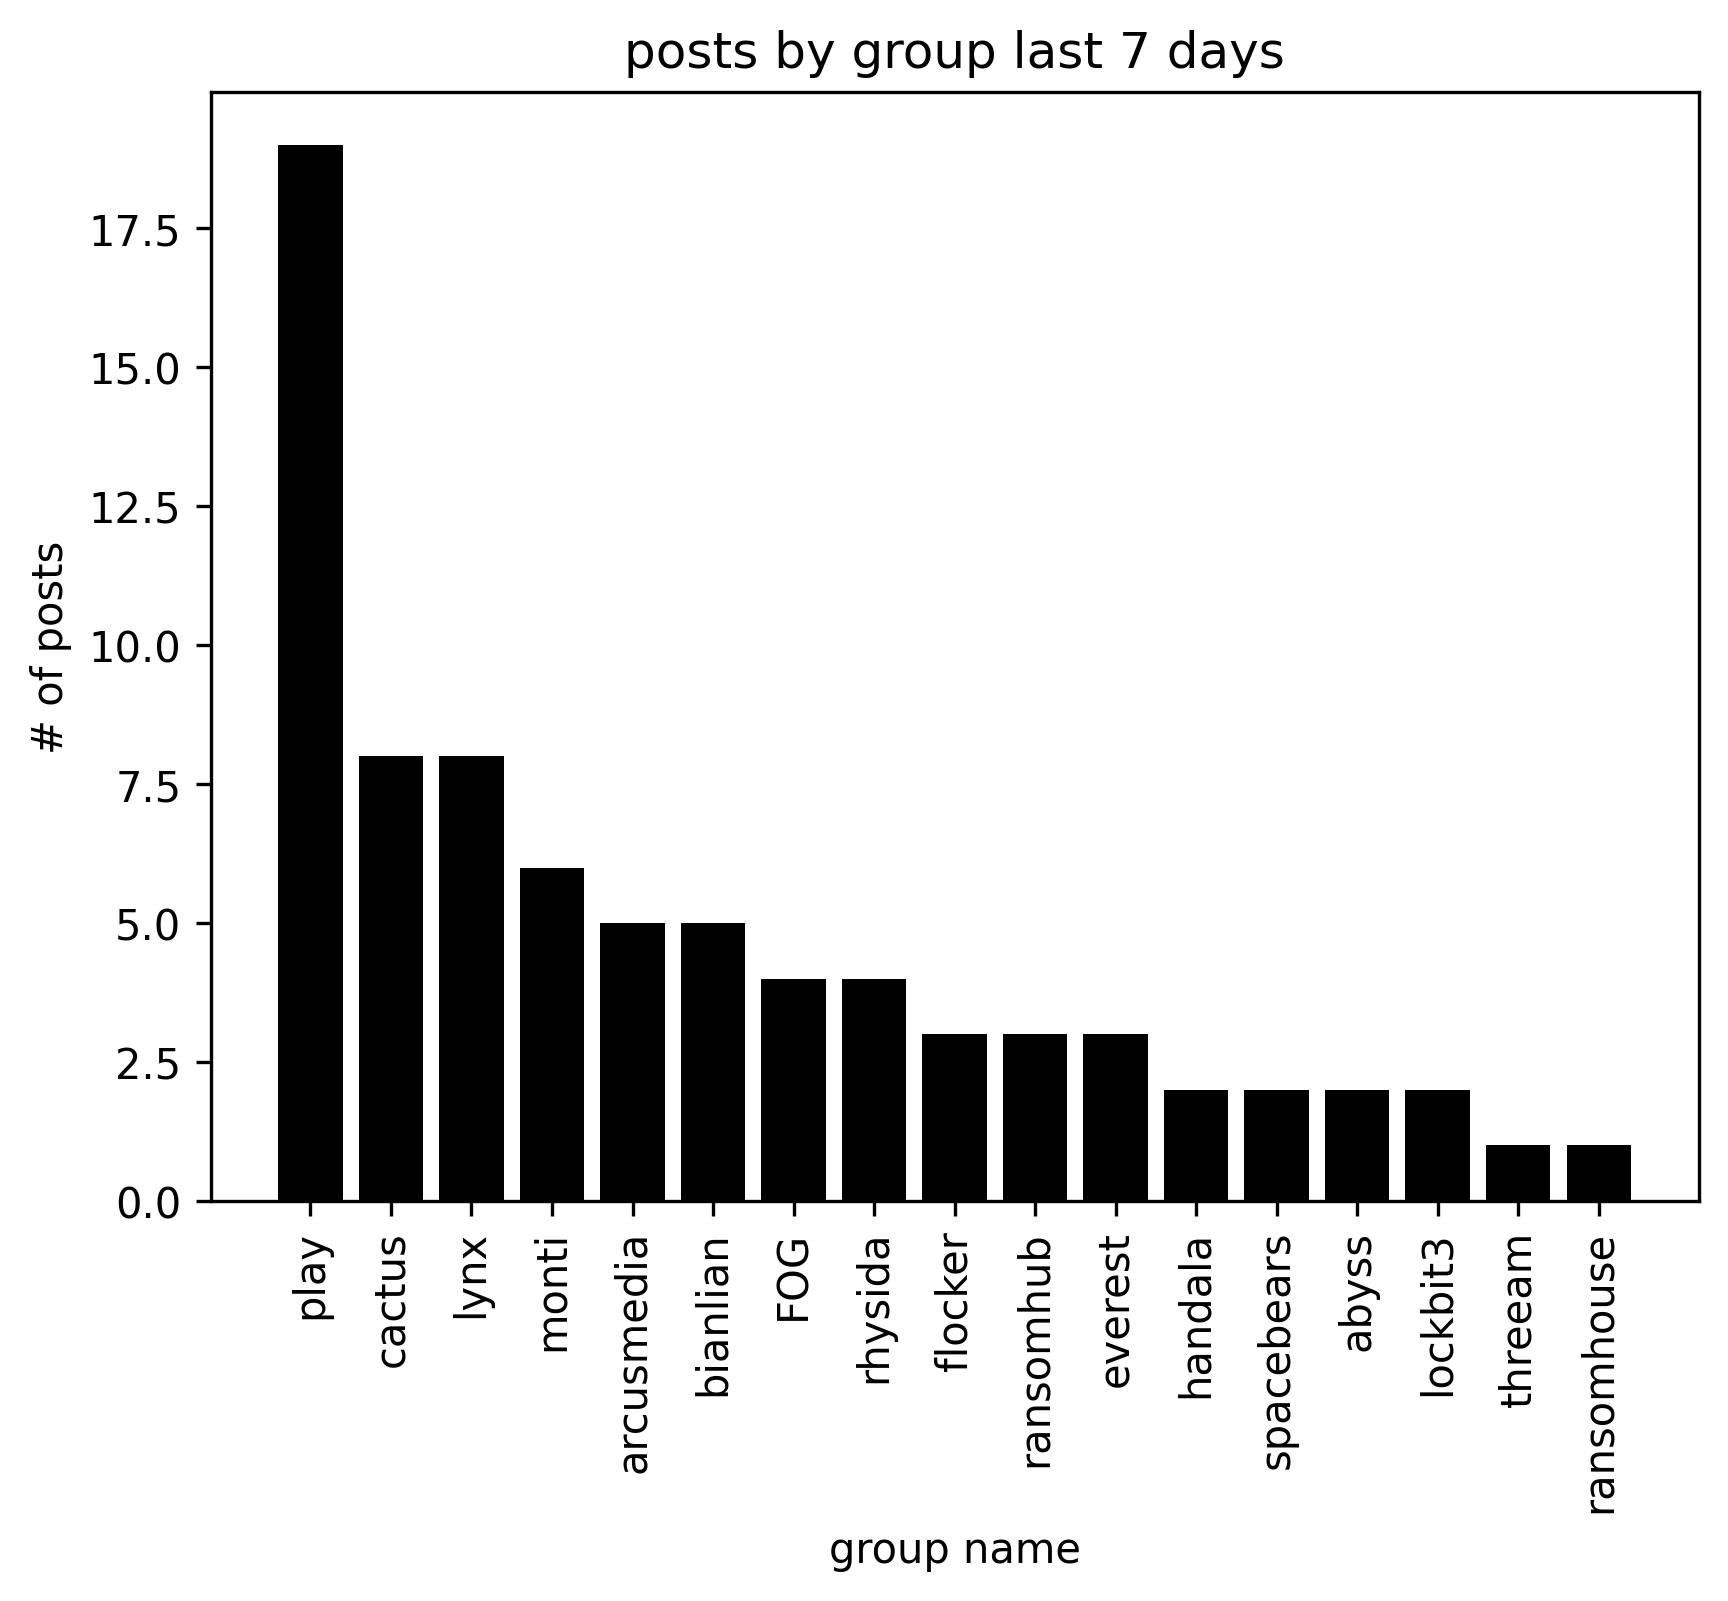 posts by group last 7 days
# of posts
17.5
15.0
12.5
10.0
7.5
5.0
2.5
0.0
play
cactus
lynx
monti
arcusmedia
bianlian
FOG
rhysida
flocker
ransomhub
everest
handala
spacebears
abyss
lockbit3
threeam
ransomhouse
group name